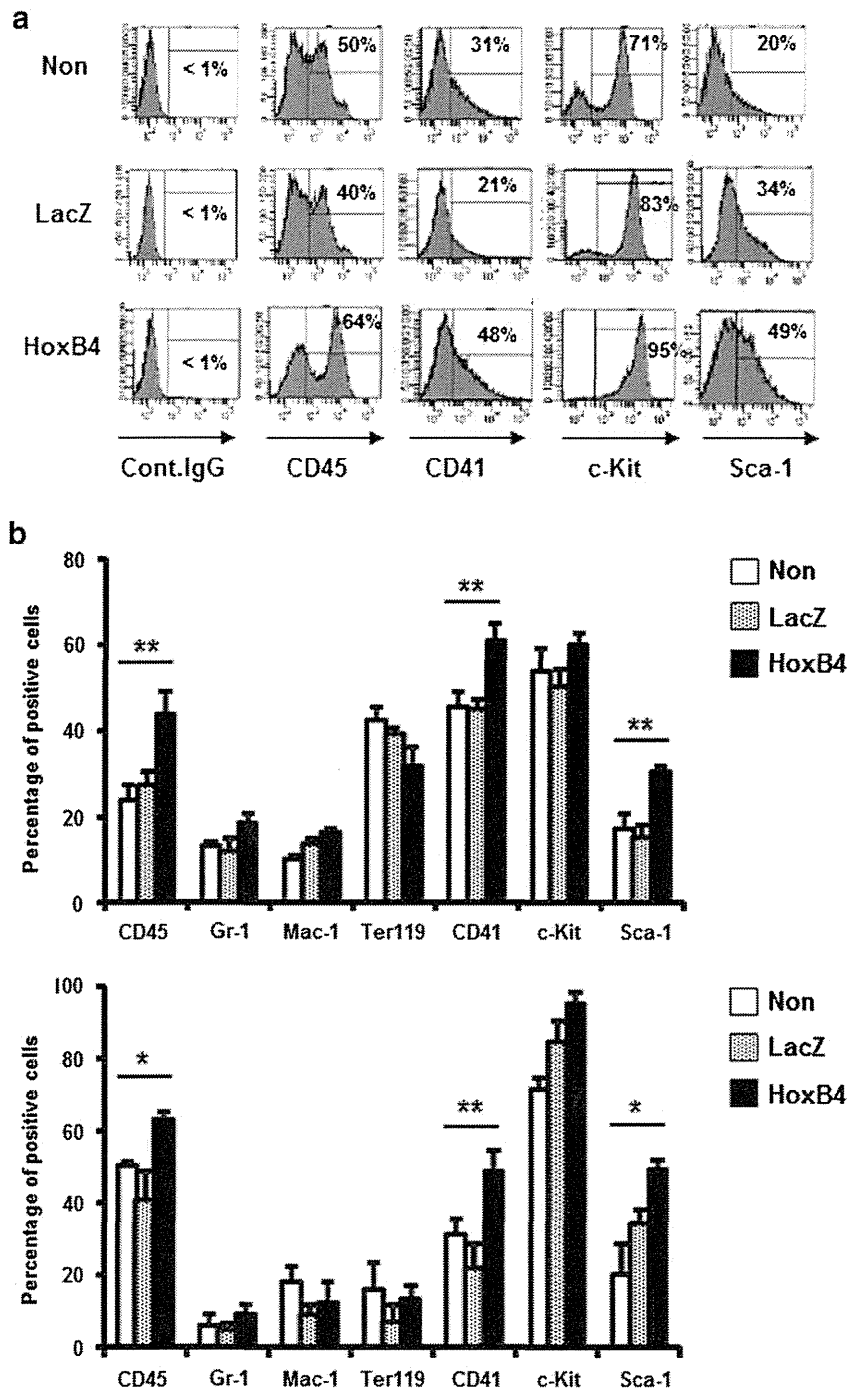 a
Non
< 1%
50%
31%
71%
20%
LacZ
< 1%
40%
21%
83%
34%
HoxB4
< 1%
64%
48%
95%
49%
Cont.IgG
CD45
CD41
c-Kit
Sca-1
b
80
60
40
20
0
Percentage of positive cells
**
**
**
Non
LacZ
HoxB4
CD45
Gr-1
Mac-1
Ter119
CD41
c-Kit
Sca-1
100
80
60
40
20
0
Percentage of positive cells
*
**
*
Non
LacZ
HoxB4
CD45
Gr-1
Mac-1
Ter119
CD41
c-Kit
Sca-1